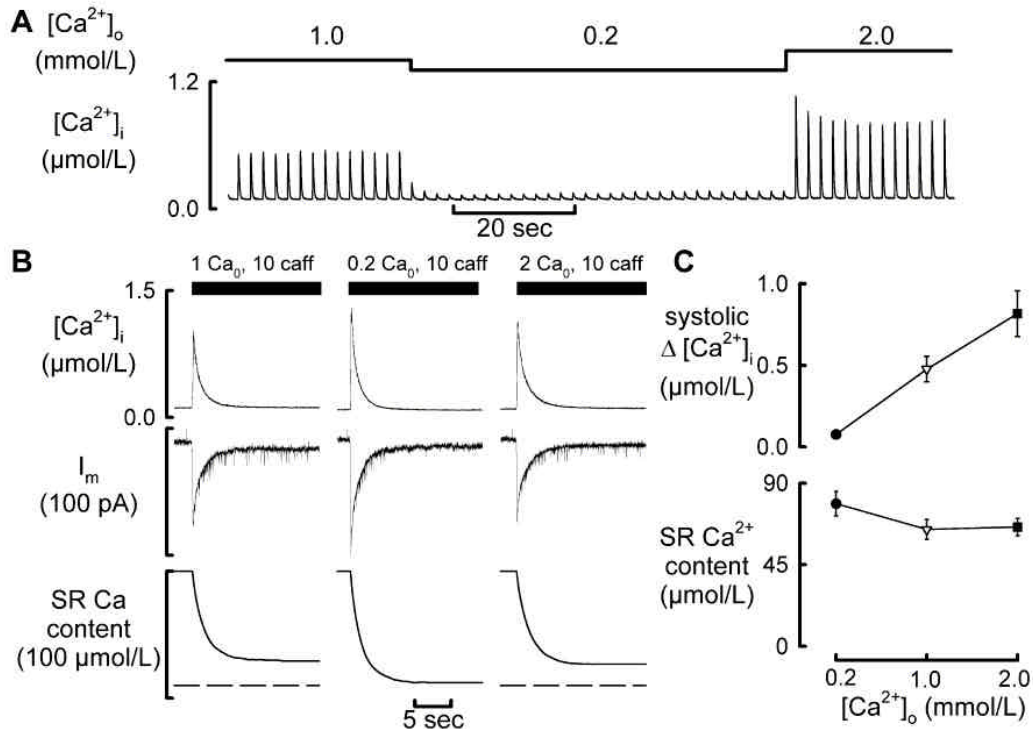 A
[Ca²⁺]ₒ
(mmol/L)
1.0
0.2
2.0
1.2
[Ca²⁺]ᵢ
(μmol/L)
0.0
20 sec
B
1 Ca₀, 10 caff
0.2 Ca₀, 10 caff
2 Ca₀, 10 caff
1.5
[Ca²⁺]ᵢ
(μmol/L)
0.0
Iₘ
(100 pA)
SR Ca
content
(100 μmol/L)
5 sec
C
1.0
systolic
Δ [Ca²⁺]ᵢ
(μmol/L)
0.5
0.0
90
SR Ca²⁺
content
(μmol/L)
45
0
0.2
1.0
2.0
[Ca²⁺]ₒ (mmol/L)